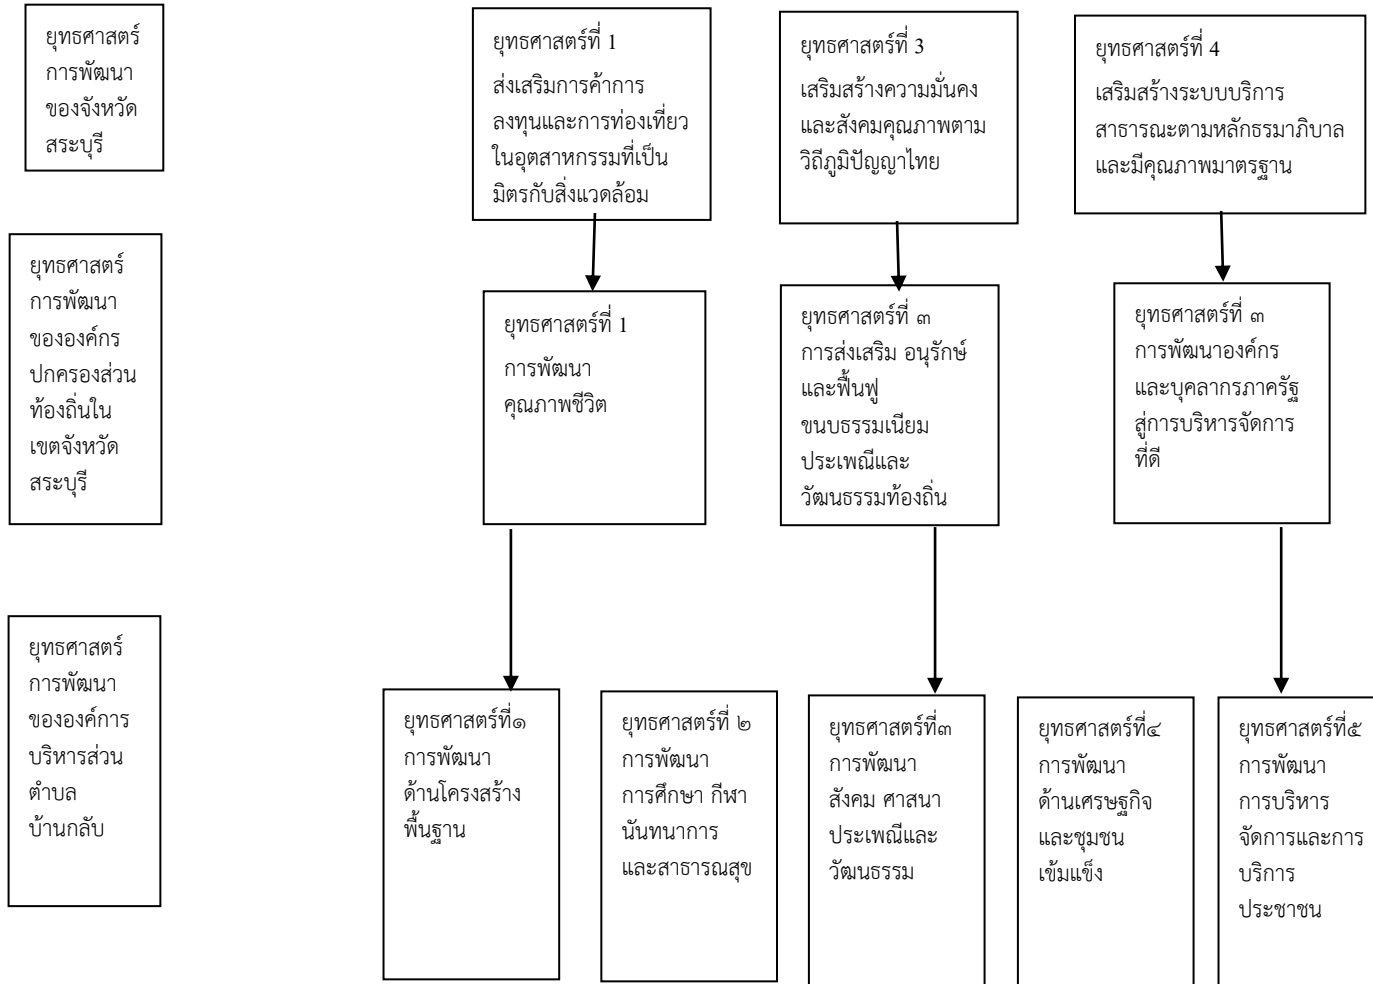 ยุทธศาสตร์
การพัฒนา
ของจังหวัด
สระบุรี
ยุทธศาสตร์ที่ 1
ส่งเสริมการค้าการ
ลงทุนและการท่องเที่ยว
ในอุตสาหกรรมที่เป็น
มิตรกับสิ่งแวดล้อม
ยุทธศาสตร์ที่ 3
เสริมสร้างความมั่นคง
และสังคมคุณภาพตาม
วิถีภูมิปัญญาไทย
ยุทธศาสตร์ที่ 4
เสริมสร้างระบบบริการ
สาธารณะตามหลักธรมาภิบาล
และมีคุณภาพมาตรฐาน
ยุทธศาสตร์
การพัฒนา
ขององค์กร
ปกครองส่วน
ท้องถิ่นใน
เขตจังหวัด
สระบุรี
ยุทธศาสตร์ที่ 1
การพัฒนา
คุณภาพชีวิต
ยุทธศาสตร์ที่ ๓
การส่งเสริม อนุรักษ์
และฟื้นฟู
ขนบธรรมเนียม
ประเพณีและ
วัฒนธรรมท้องถิ่น
ยุทธศาสตร์ที่ ๓
การพัฒนาองค์กร
และบุคลากรภาครัฐ
สู่การบริหารจัดการ
ที่ดี
ยุทธศาสตร์
การพัฒนา
ขององค์การ
บริหารส่วน
ตำบล
บ้านกลับ
ยุทธศาสตร์ที่๑
การพัฒนา
ด้านโครงสร้าง
พื้นฐาน
ยุทธศาสตร์ที่ ๒
การพัฒนา
การศึกษา กีฬา
นันทนาการ
และสาธารณสุข
ยุทธศาสตร์ที่๓
การพัฒนา
สังคม ศาสนา
ประเพณีและ
วัฒนธรรม
ยุทธศาสตร์ที่๔
การพัฒนา
ด้านเศรษฐกิจ
และชุมชน
เข้มแข็ง
ยุทธศาสตร์ที่๕
การพัฒนา
การบริหาร
จัดการและการ
บริการ
ประชาชน